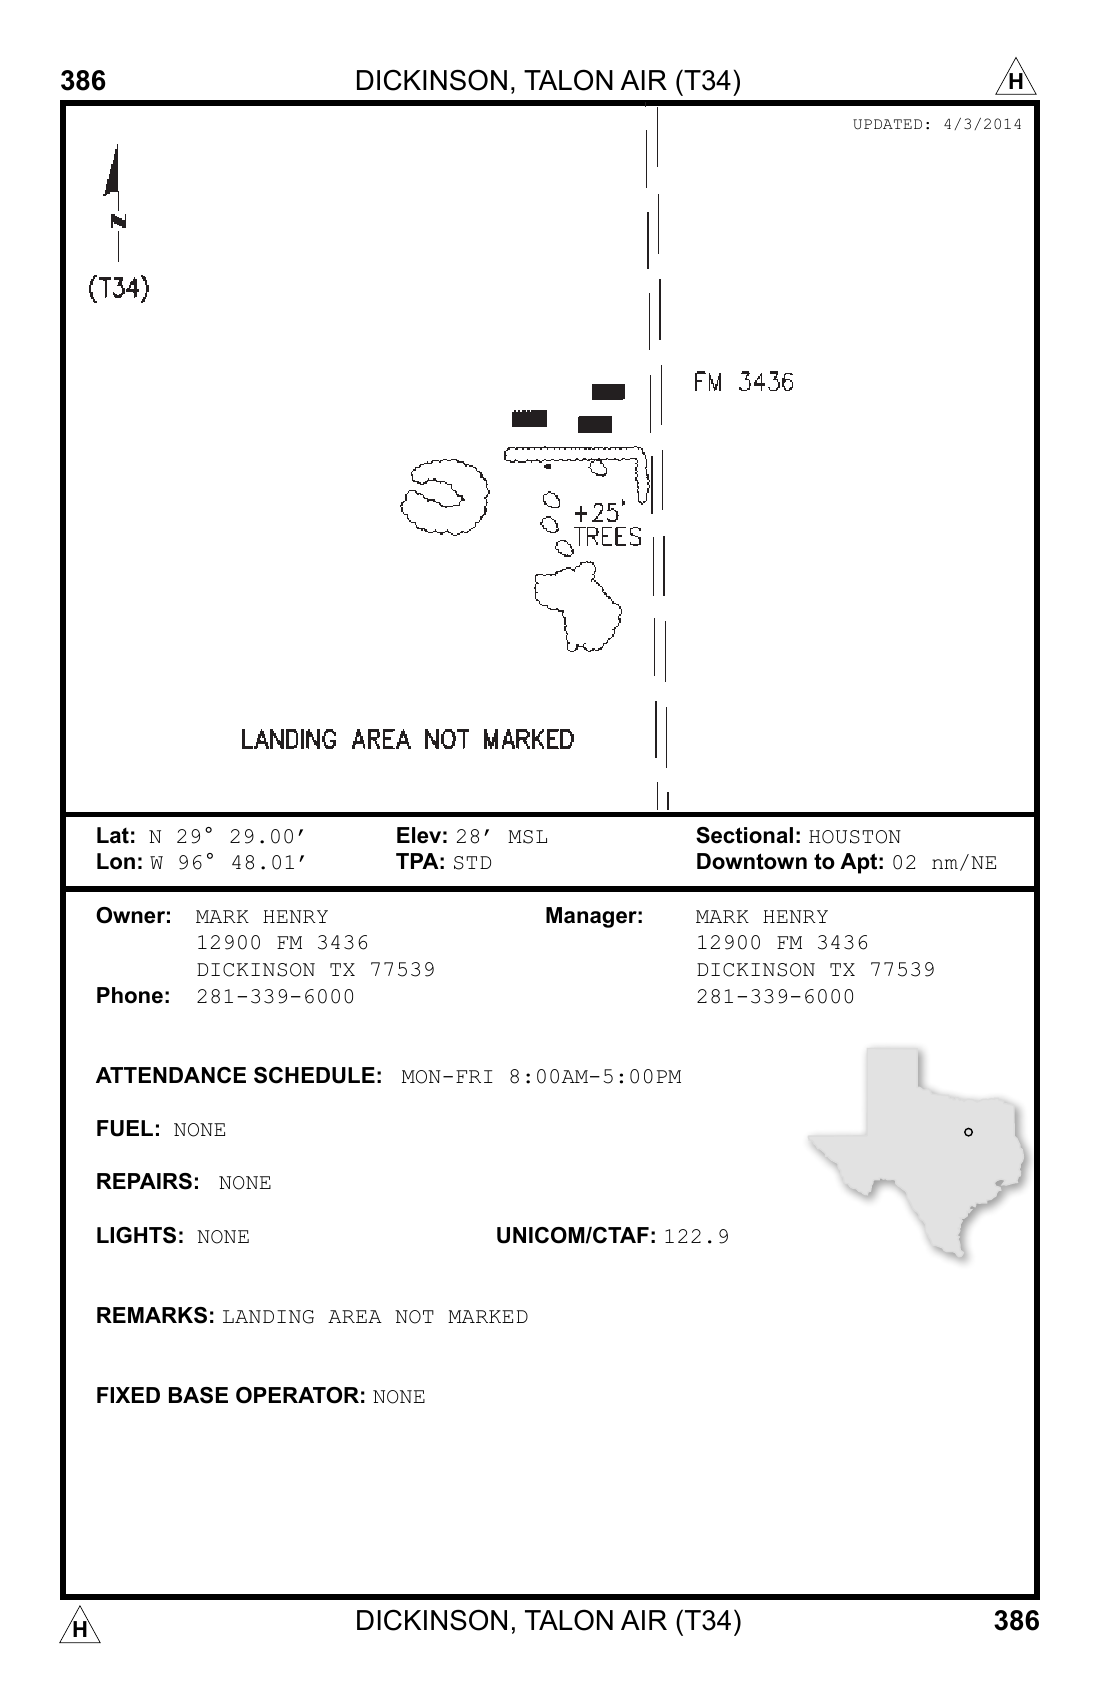 386 DICKINSON, TALON AIR (T34) H
UPDATED: 4/3/2014
N
(T34)
FM 3436
+25'
TREES
LANDING AREA NOT MARKED
Lat: N 29° 29.00′ Elev: 28′ MSL Sectional: HOUSTON
Lon: W 96° 48.01′ TPA: STD Downtown to Apt: 02 nm/NE
Owner: MARK HENRY Manager: MARK HENRY
12900 FM 3436 12900 FM 3436
DICKINSON TX 77539 DICKINSON TX 77539
Phone: 281-339-6000 281-339-6000
ATTENDANCE SCHEDULE: MON-FRI 8:00AM-5:00PM
FUEL: NONE
REPAIRS: NONE
LIGHTS: NONE UNICOM/CTAF: 122.9
REMARKS: LANDING AREA NOT MARKED
FIXED BASE OPERATOR: NONE
H DICKINSON, TALON AIR (T34) 386